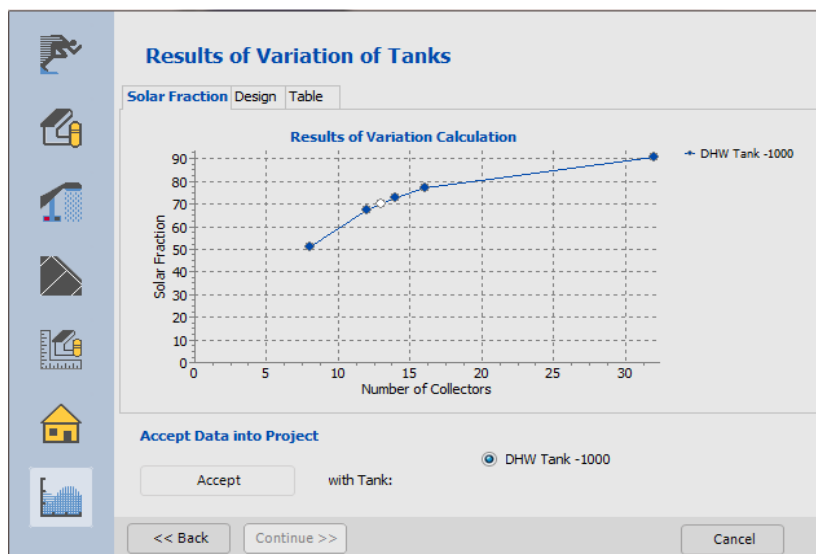 Results of Variation of Tanks
Solar Fraction Design Table
Results of Variation Calculation
DHW Tank -1000
90
80
70
60
50
40
30
20
10
0
Solar Fraction
0 5 10 15 20 25 30
Number of Collectors
Accept Data into Project
DHW Tank -1000
Accept with Tank:
<< Back Continue >> Cancel